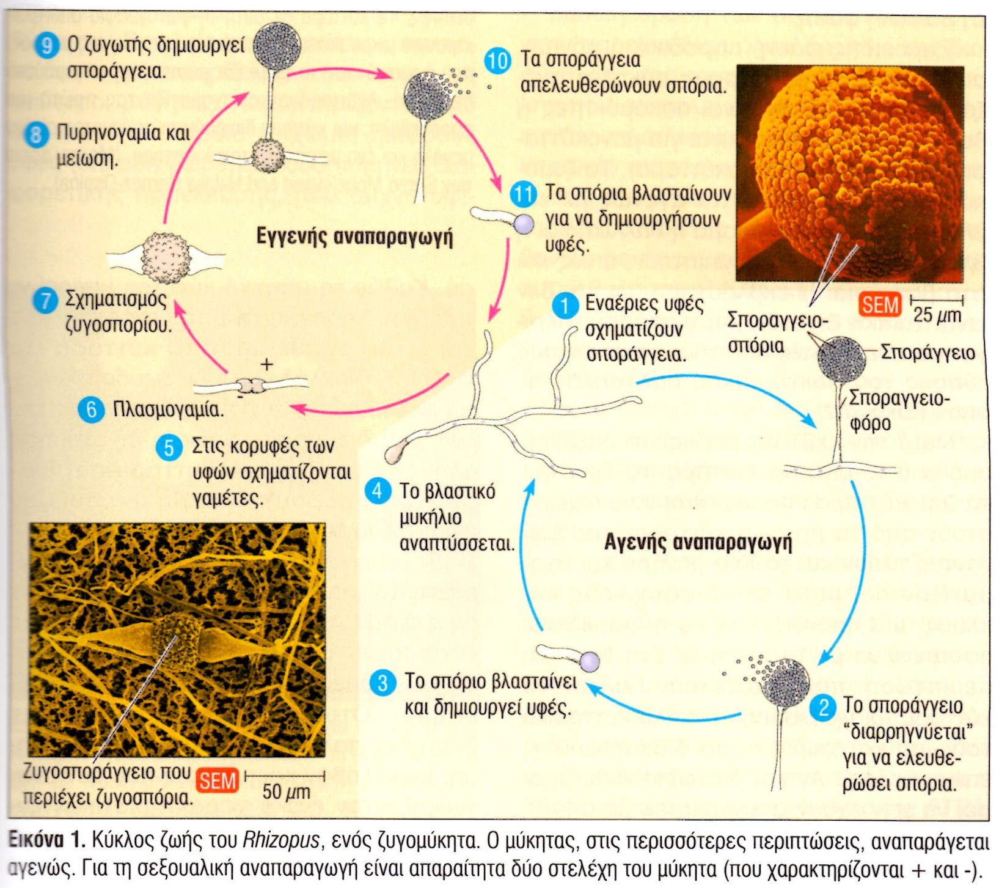 9 Ο ζυγωτής δημιουργεί
σποράγγεια.
10 Τα σποράγγεια
απελευθερώνουν σπόρια.
8 Πυρηνογαμία και
μείωση.
11 Τα σπόρια βλασταίνουν
για να δημιουργήσουν
υφές.
Εγγενής αναπαραγωγή
7 Σχηματισμός
ζυγοσπορίου.
+
-
6 Πλασμογαμία.
5 Στις κορυφές των
υφών σχηματίζονται
γαμέτες.
1 Εναέριες υφές
σχηματίζουν
σποράγγεια.
SEM
25 μm
Σποραγγειο-
σπόρια
Σποράγγειο
Σποραγγειο-
φόρο
4 Το βλαστικό
μυκήλιο
αναπτύσσεται.
Αγενής αναπαραγωγή
3 Το σπόριο βλασταίνει
και δημιουργεί υφές.
2 Το σποράγγειο
“διαρρηγνύεται”
για να ελευθε-
ρώσει σπόρια.
Ζυγοσποράγγειο που
περιέχει ζυγοσπόρια.
SEM
50 μm
Εικόνα 1. Κύκλος ζωής του Rhizopus, ενός ζυγομύκητα. Ο μύκητας, στις περισσότερες περιπτώσεις, αναπαράγεται
αγενώς. Για τη σεξουαλική αναπαραγωγή είναι απαραίτητα δύο στελέχη του μύκητα (που χαρακτηρίζονται + και -).